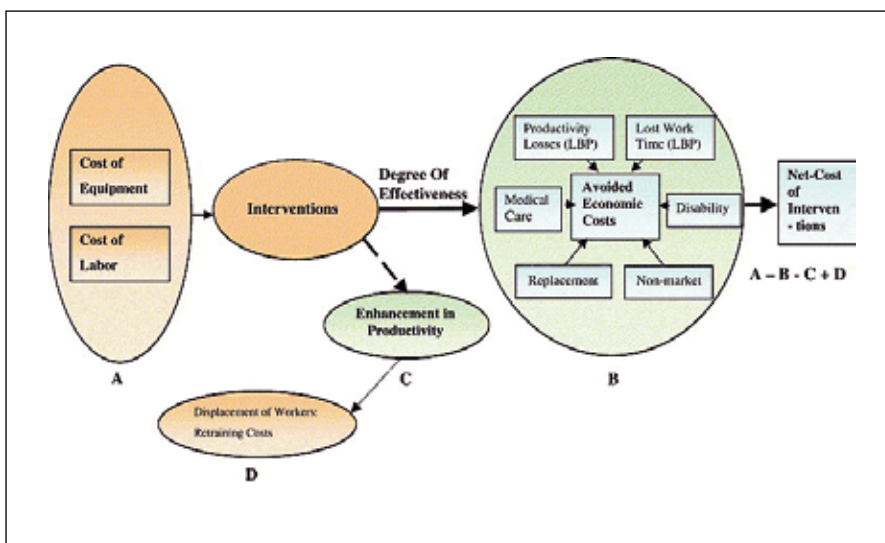 Cost of
Equipment
Cost of
Labor
A
Interventions
Degree Of
Effectiveness
Enhancement in
Productivity
C
Displacement of Workers:
Retraining Costs
D
Productivity
Losses (LBP)
Lost Work
Time (LBP)
Medical
Care
Avoided
Economic
Costs
Disability
Replacement
Non-market
B
Net-Cost
of
Interven
- tions
A – B - C + D